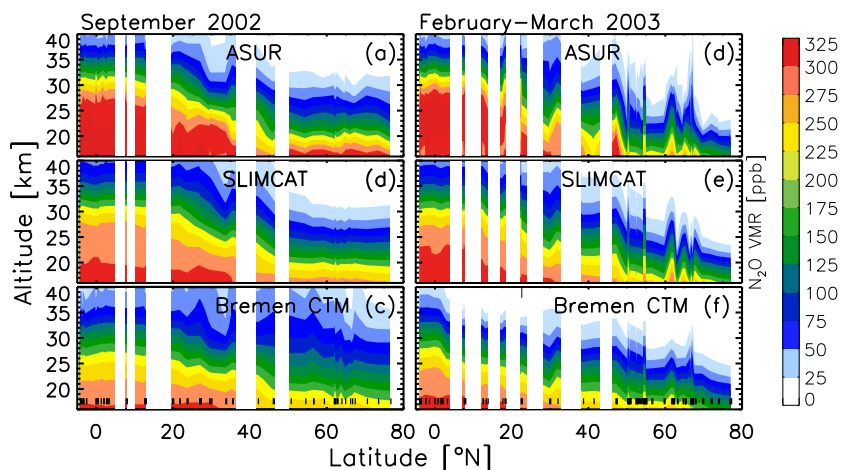 September 2002
February–March 2003
ASUR (a)
ASUR (d)
SLIMCAT
(d)
SLIMCAT
(e)
Bremen CTM (c)
Bremen CTM (f)
40
35
30
25
20
40
35
30
25
20
40
35
30
25
20
Altitude [km]
40
35
30
25
20
40
35
30
25
20
40
35
30
25
20
0 20 40 60 80
0 20 40 60 80
Latitude [°N]
N2O VMR [ppb]
325
300
275
250
225
200
175
150
125
100
75
50
25
0